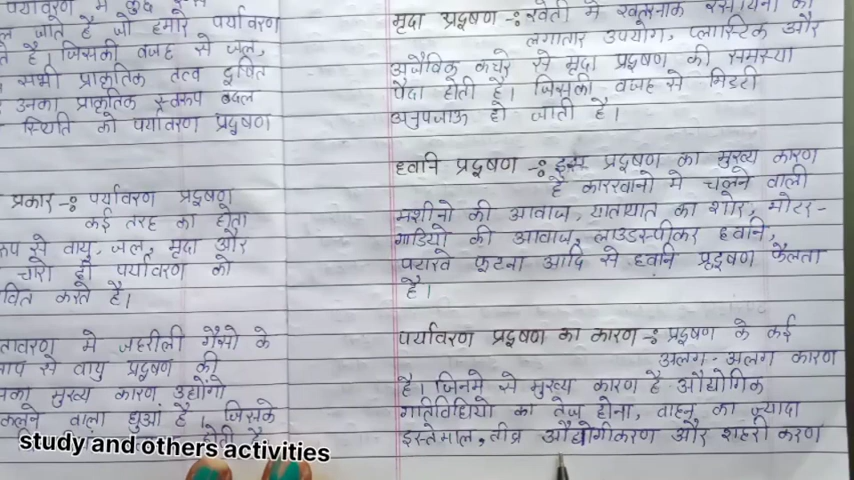 पर्यावरण में कुछ
जाते है जो हमारे पर्यावरण
है जिसकी वजह से जल,
सभी प्राकृतिक तत्व दूषित
उनका प्राकृतिक स्वरूप बदल
स्थिति को पर्यावरण प्रदूषण
प्रकार -: पर्यावरण प्रदूषण
कई तरह का होता
रूप से वायु, जल, मृदा और
चारो ही पर्यावरण को
वित करते है।
तावरण मे जहरीली गैसो के
से वायु प्रदूषण की
मुख्य कारण उद्योगो
वाला धुआं है। जिसके
होती है
मृदा प्रदूषण -: खेती मे खतरनाक रसायनो का
लगातार उपयोग, प्लास्टिक और
अजैविक कचरे से मृदा प्रदूषण की समस्या
पैदा होती है। जिसकी वजह से मिट्टी
अनुपजाऊ हो जाती है।
ध्वनि प्रदूषण -: इस प्रदूषण का मुख्य कारण
है कारखानो मे चलने वाली
मशीनो की आवाज, यातायात का शोर, मोटर-
गाडियो की आवाज, लाउडस्पीकर ध्वनि,
पटाखे फूटना आदि से ध्वनि प्रदूषण फैलता
है।
पर्यावरण प्रदूषण का कारण -: प्रदूषण के कई
अलग-अलग कारण
है। जिनमे से मुख्य कारण है औद्योगिक
गतिविधियो का तेज होना, वाहन का ज्यादा
इस्तेमाल, तीव्र औद्योगीकरण और शहरी करण
study and others activities